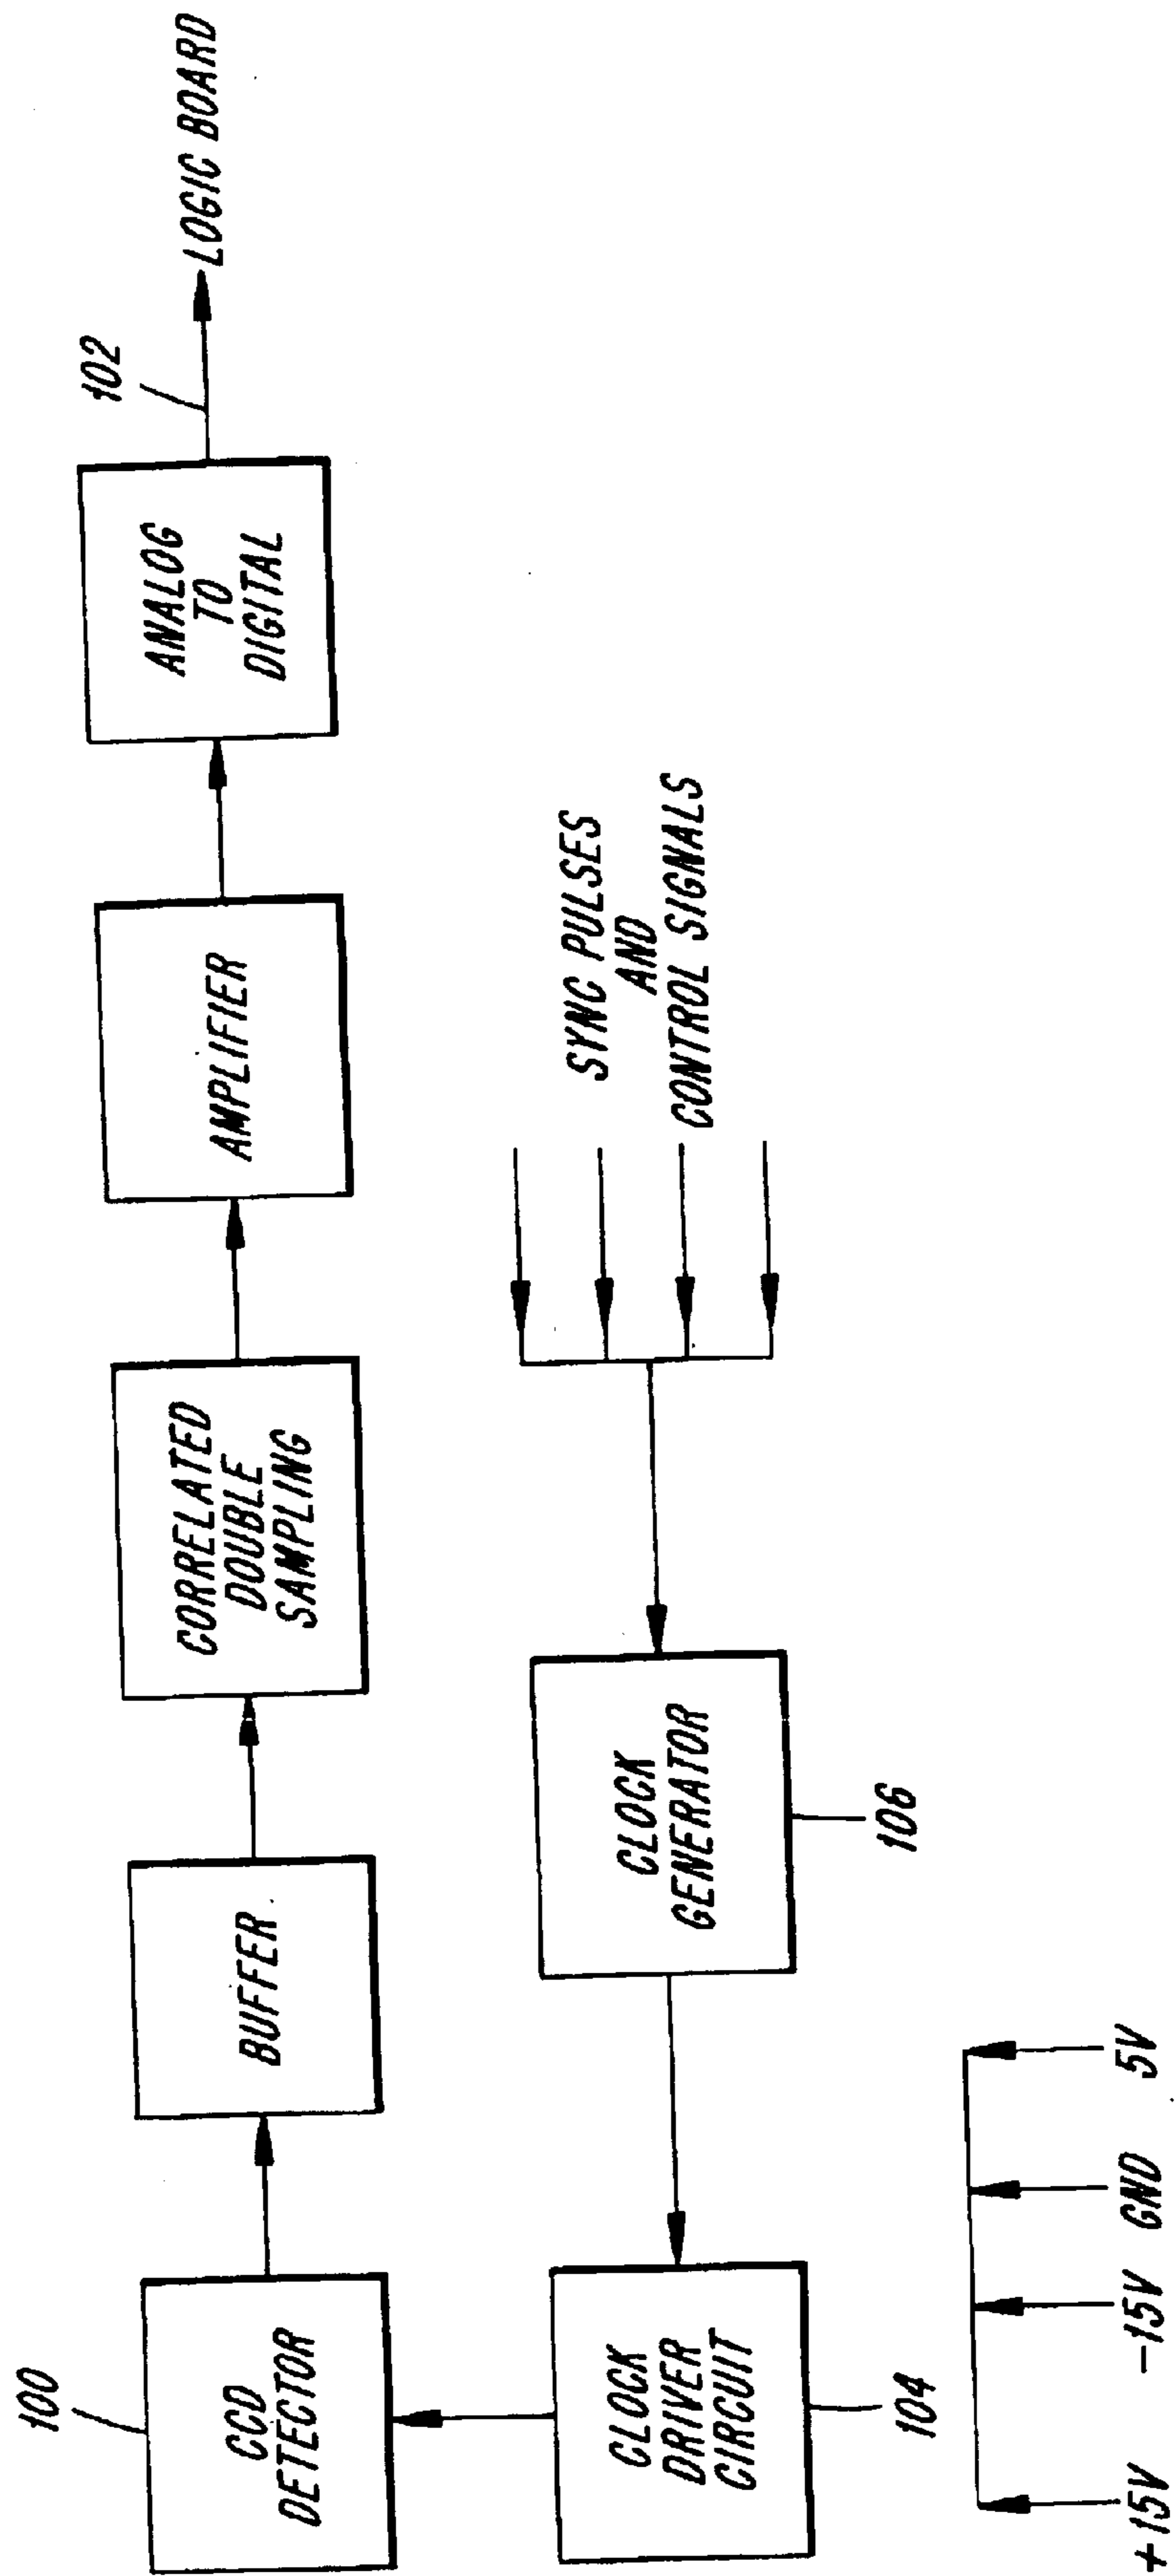 100
CCD
DETECTOR
BUFFER
CORRELATED
DOUBLE
SAMPLING
AMPLIFIER
ANALOG
TO
DIGITAL
102
LOGIC BOARD
CLOCK
DRIVER
CIRCUIT
104
CLOCK
GENERATOR
106
SYNC PULSES
AND
CONTROL SIGNALS
+15V
-15V
GND
5V